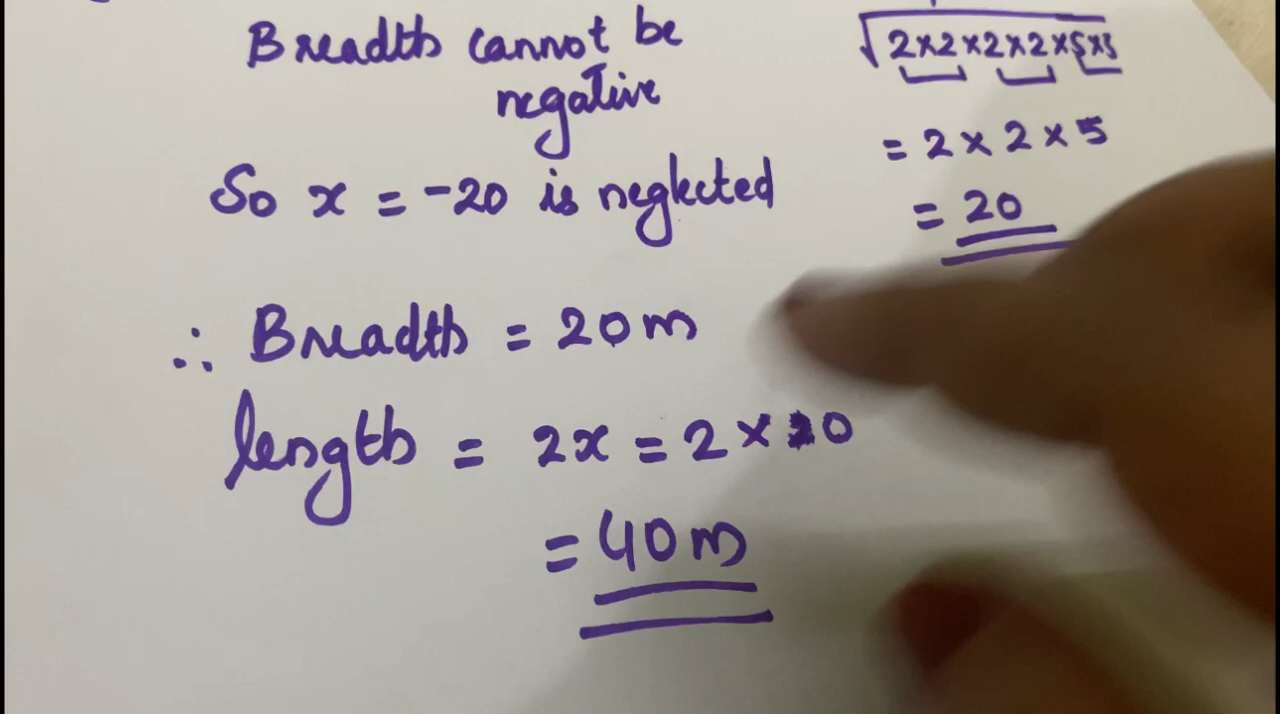 Breadth cannot be
negative
So x = -20 is neglected
∴ Breadth = 20m
length = 2x = 2 × 20
= 40m
√2×2×2×2×5×5
= 2 × 2 × 5
= 20